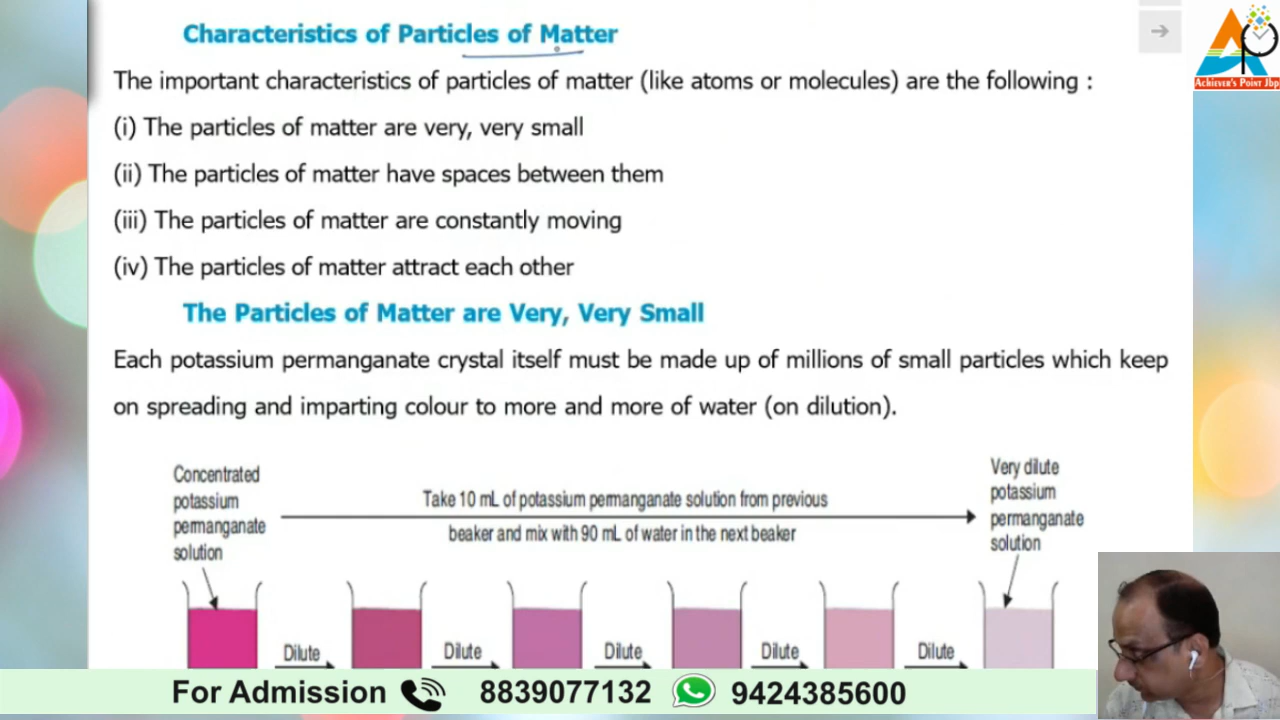 Characteristics of Particles of Matter
The important characteristics of particles of matter (like atoms or molecules) are the following :
(i) The particles of matter are very, very small
(ii) The particles of matter have spaces between them
(iii) The particles of matter are constantly moving
(iv) The particles of matter attract each other
The Particles of Matter are Very, Very Small
Each potassium permanganate crystal itself must be made up of millions of small particles which keep
on spreading and imparting colour to more and more of water (on dilution).
Concentrated
potassium
permanganate
solution
Take 10 mL of potassium permanganate solution from previous
beaker and mix with 90 mL of water in the next beaker
Very dilute
potassium
permanganate
solution
Dilute
Dilute
Dilute
Dilute
Dilute
For Admission 8839077132 9424385600
Achiever's Point Jbp